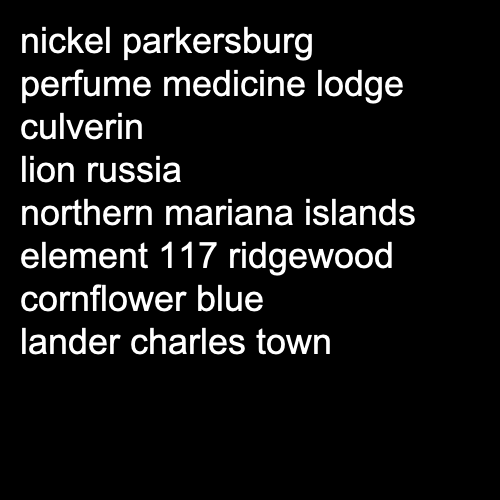 nickel parkersburg
perfume medicine lodge
culverin
lion russia
northern mariana islands
element 117 ridgewood
cornflower blue
lander charles town